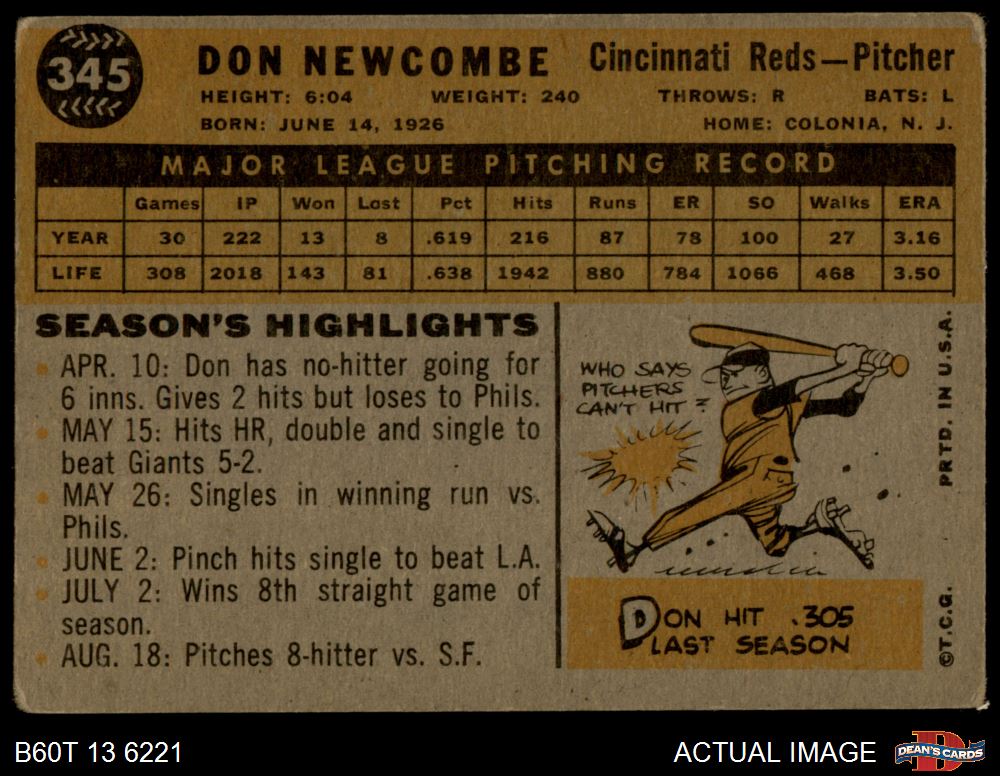 345
DON NEWCOMBE Cincinnati Reds—Pitcher
HEIGHT: 6:04 WEIGHT: 240 THROWS: R BATS: L
BORN: JUNE 14, 1926 HOME: COLONIA, N. J.
MAJOR LEAGUE PITCHING RECORD
Games IP Won Lost Pct Hits Runs ER SO Walks ERA
YEAR 30 222 13 8 .619 216 87 78 100 27 3.16
LIFE 308 2018 143 81 .638 1942 880 784 1066 468 3.50
SEASON'S HIGHLIGHTS
APR. 10: Don has no-hitter going for
6 inns. Gives 2 hits but loses to Phils.
MAY 15: Hits HR, double and single to
beat Giants 5-2.
MAY 26: Singles in winning run vs.
Phils.
JUNE 2: Pinch hits single to beat L.A.
JULY 2: Wins 8th straight game of
season.
AUG. 18: Pitches 8-hitter vs. S.F.
WHO SAYS
PITCHERS
CAN'T HIT?
DON HIT .305
LAST SEASON
©T.C.G. PRTD. IN U.S.A.
B60T 13 6221 ACTUAL IMAGE
DEAN'S CARDS